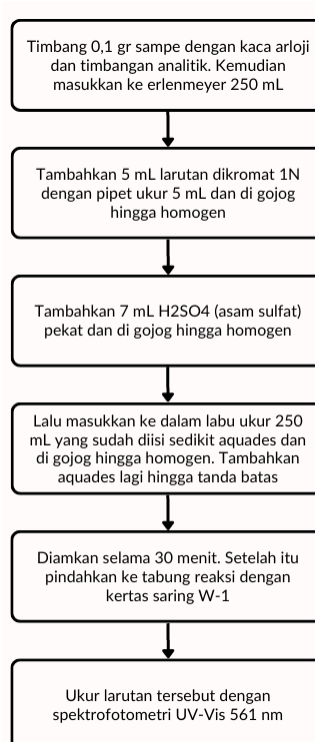 Timbang 0,1 gr sampe dengan kaca arloji
dan timbangan analitik. Kemudian
masukkan ke erlenmeyer 250 mL
Tambahkan 5 mL larutan dikromat 1N
dengan pipet ukur 5 mL dan di gojog
hingga homogen
Tambahkan 7 mL H2SO4 (asam sulfat)
pekat dan di gojog hingga homogen
Lalu masukkan ke dalam labu ukur 250
mL yang sudah diisi sedikit aquades dan
di gojog hingga homogen. Tambahkan
aquades lagi hingga tanda batas
Diamkan selama 30 menit. Setelah itu
pindahkan ke tabung reaksi dengan
kertas saring W-1
Ukur larutan tersebut dengan
spektrofotometri UV-Vis 561 nm